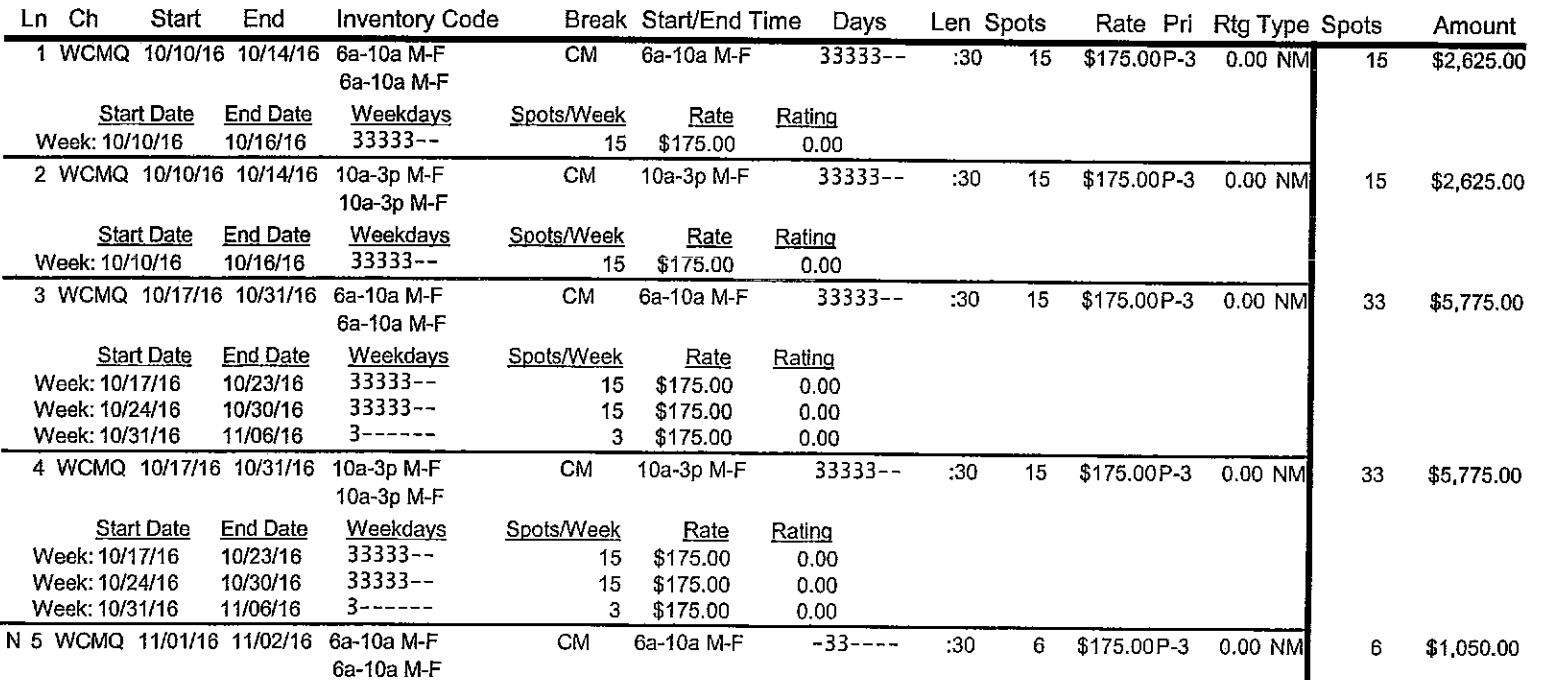 Ln Ch Start End Inventory Code Break Start/End Time Days Len Spots Rate Pri Rtg Type Spots Amount
1 WCMQ 10/10/16 10/14/16 6a-10a M-F CM 6a-10a M-F 33333-- :30 15 $175.00P-3 0.00 NM 15 $2,625.00
6a-10a M-F
Start Date End Date Weekdays Spots/Week Rate Rating
Week: 10/10/16 10/16/16 33333-- 15 $175.00 0.00
2 WCMQ 10/10/16 10/14/16 10a-3p M-F CM 10a-3p M-F 33333-- :30 15 $175.00P-3 0.00 NM 15 $2,625.00
10a-3p M-F
Start Date End Date Weekdays Spots/Week Rate Rating
Week: 10/10/16 10/16/16 33333-- 15 $175.00 0.00
3 WCMQ 10/17/16 10/31/16 6a-10a M-F CM 6a-10a M-F 33333-- :30 15 $175.00P-3 0.00 NM 33 $5,775.00
6a-10a M-F
Start Date End Date Weekdays Spots/Week Rate Rating
Week: 10/17/16 10/23/16 33333-- 15 $175.00 0.00
Week: 10/24/16 10/30/16 33333-- 15 $175.00 0.00
Week: 10/31/16 11/06/16 3------ 3 $175.00 0.00
4 WCMQ 10/17/16 10/31/16 10a-3p M-F CM 10a-3p M-F 33333-- :30 15 $175.00P-3 0.00 NM 33 $5,775.00
10a-3p M-F
Start Date End Date Weekdays Spots/Week Rate Rating
Week: 10/17/16 10/23/16 33333-- 15 $175.00 0.00
Week: 10/24/16 10/30/16 33333-- 15 $175.00 0.00
Week: 10/31/16 11/06/16 3------ 3 $175.00 0.00
N 5 WCMQ 11/01/16 11/02/16 6a-10a M-F CM 6a-10a M-F -33---- :30 6 $175.00P-3 0.00 NM 6 $1,050.00
6a-10a M-F